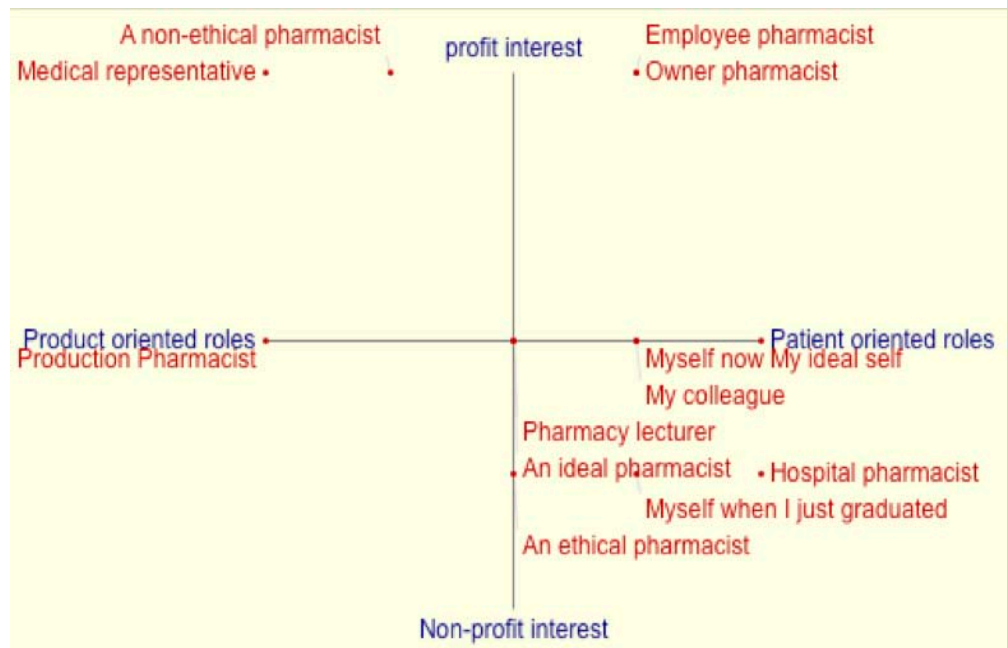 A non-ethical pharmacist
Employee pharmacist
profit interest
Medical representative
Owner pharmacist
Product oriented roles
Patient oriented roles
Production Pharmacist
Myself now My ideal self
My colleague
Pharmacy lecturer
An ideal pharmacist
Hospital pharmacist
Myself when I just graduated
An ethical pharmacist
Non-profit interest